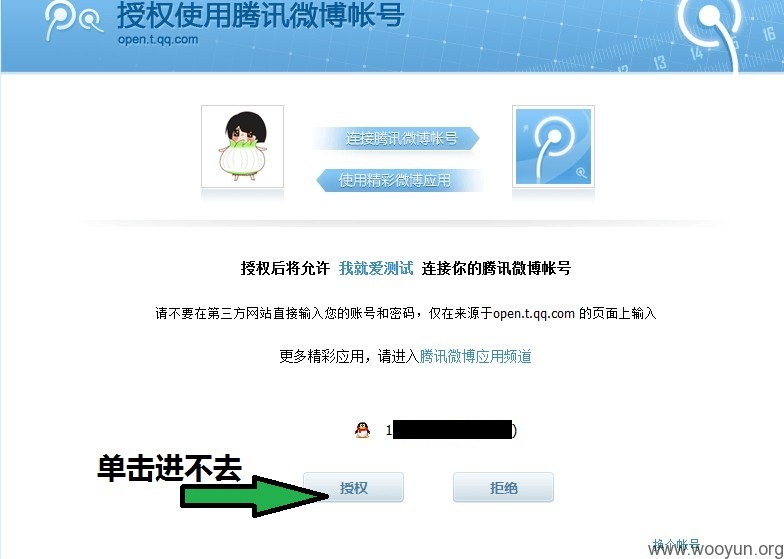 授权使用腾讯微博帐号
open.t.qq.com
13 14 15 16
连接腾讯微博帐号
使用精彩微博应用
授权后将允许 我就爱测试 连接你的腾讯微博帐号
请不要在第三方网站直接输入您的账号和密码，仅在来源于open.t.qq.com 的页面上输入
更多精彩应用，请进入腾讯微博应用频道
1 )
单击进不去
授权 拒绝
换个帐号
www.wooyun.org